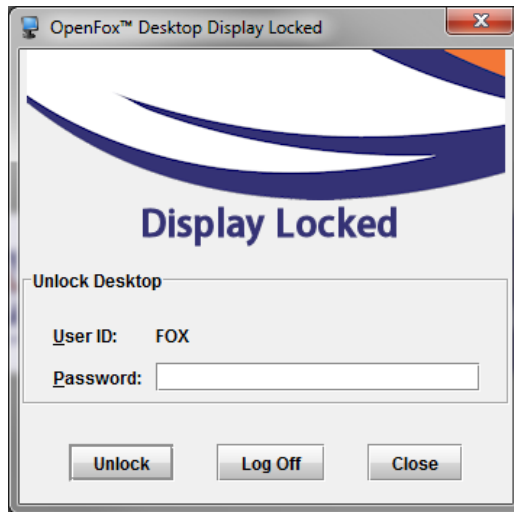 OpenFox™ Desktop Display Locked
Display Locked
Unlock Desktop
User ID: FOX
Password:
Unlock Log Off Close